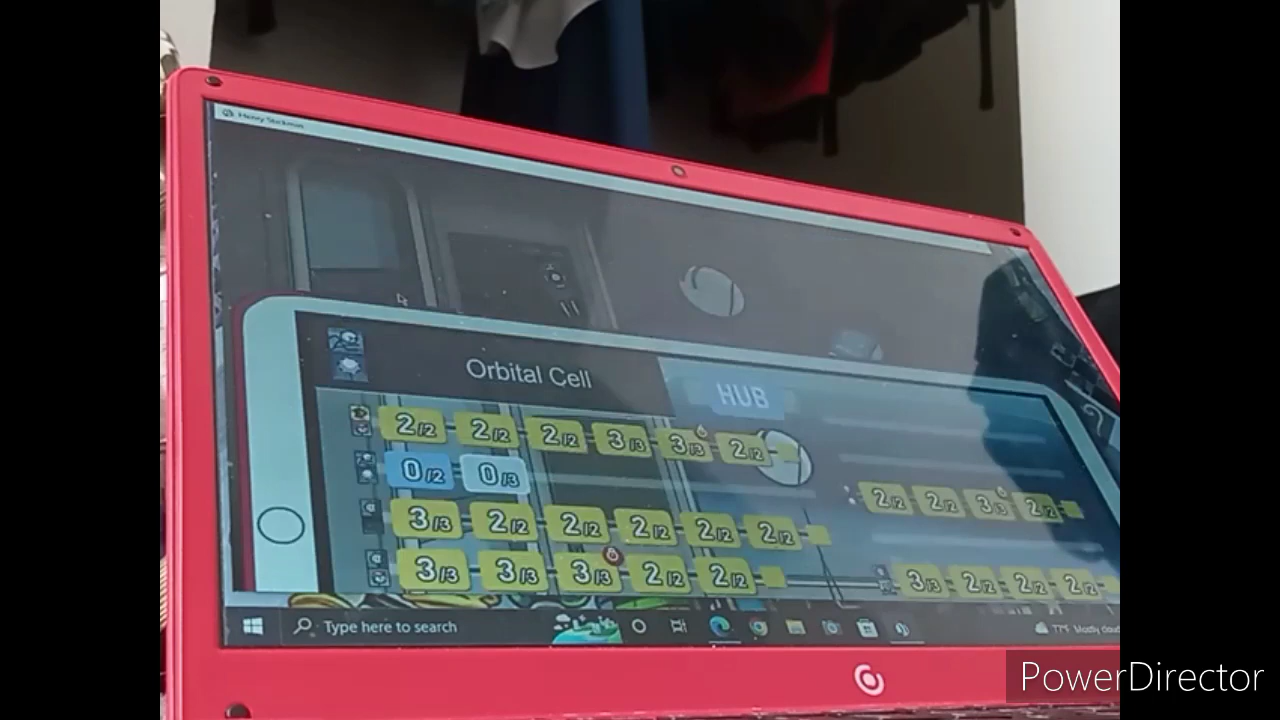 Henry Stickmin
Orbital Cell
HUB
2/2 2/2 2/2 3/3 3/3 2/2
0/2 0/3
2/2 2/2 3/3 2/2
3/3 2/2 2/2 2/2 2/2 2/2
3/3 3/3 3/3 2/2 2/2
3/3 2/2 2/2 2/2
Type here to search
77°F Mostly cloud
PowerDirector